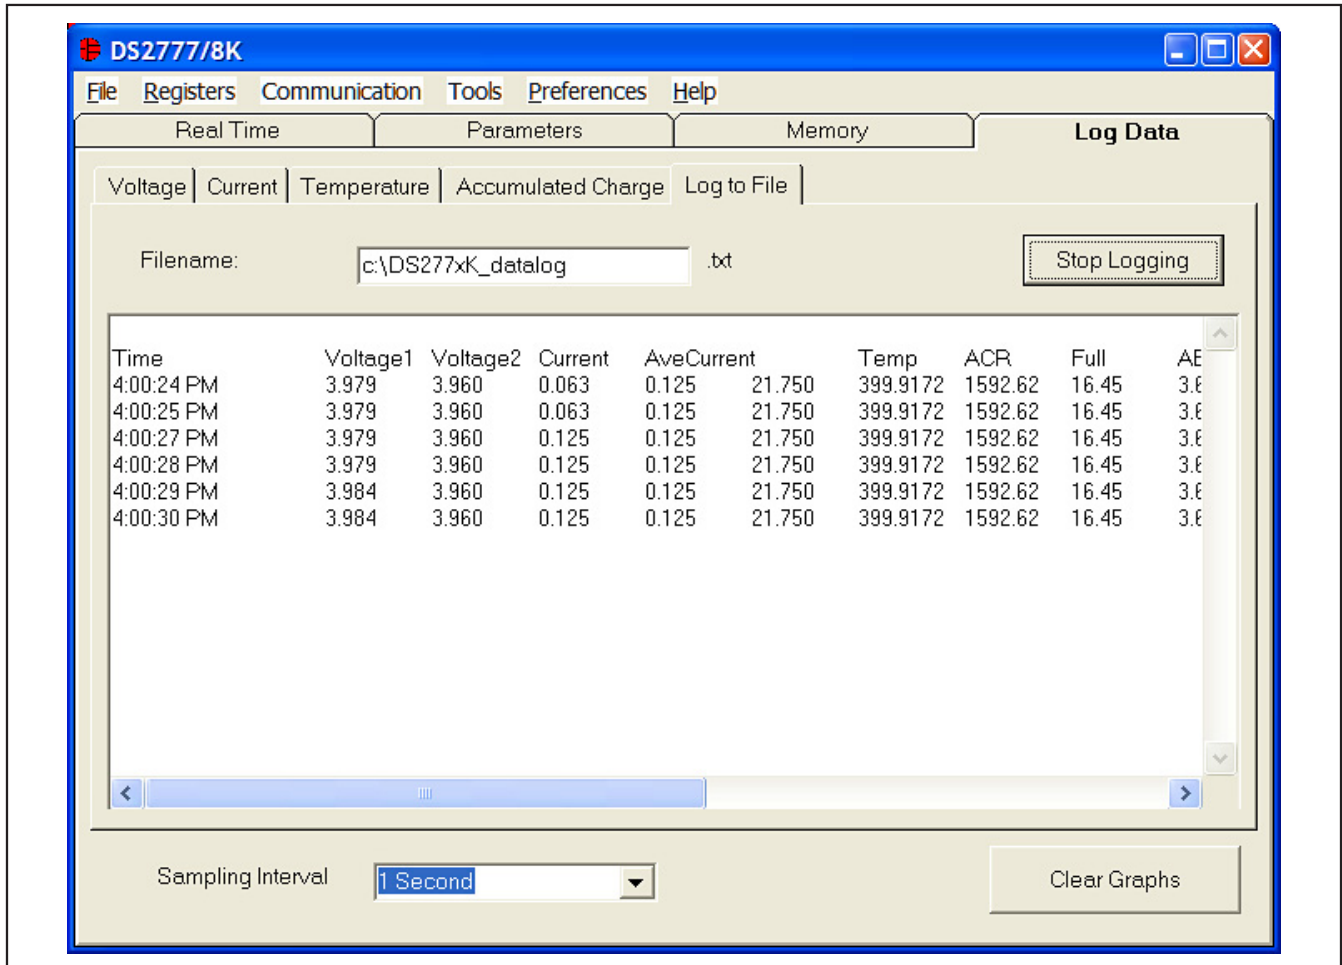 DS2777/8K
File Registers Communication Tools Preferences Help
Real Time Parameters Memory Log Data
Voltage Current Temperature Accumulated Charge Log to File
Filename: c:\DS277xK_datalog .txt Stop Logging
Time Voltage1 Voltage2 Current AveCurrent Temp ACR Full
4:00:24 PM 3.979 3.960 0.063 0.125 21.750 399.9172 1592.62 16.45
4:00:25 PM 3.979 3.960 0.063 0.125 21.750 399.9172 1592.62 16.45
4:00:27 PM 3.979 3.960 0.125 0.125 21.750 399.9172 1592.62 16.45
4:00:28 PM 3.979 3.960 0.125 0.125 21.750 399.9172 1592.62 16.45
4:00:29 PM 3.984 3.960 0.125 0.125 21.750 399.9172 1592.62 16.45
4:00:30 PM 3.984 3.960 0.125 0.125 21.750 399.9172 1592.62 16.45
Sampling Interval 1 Second Clear Graphs